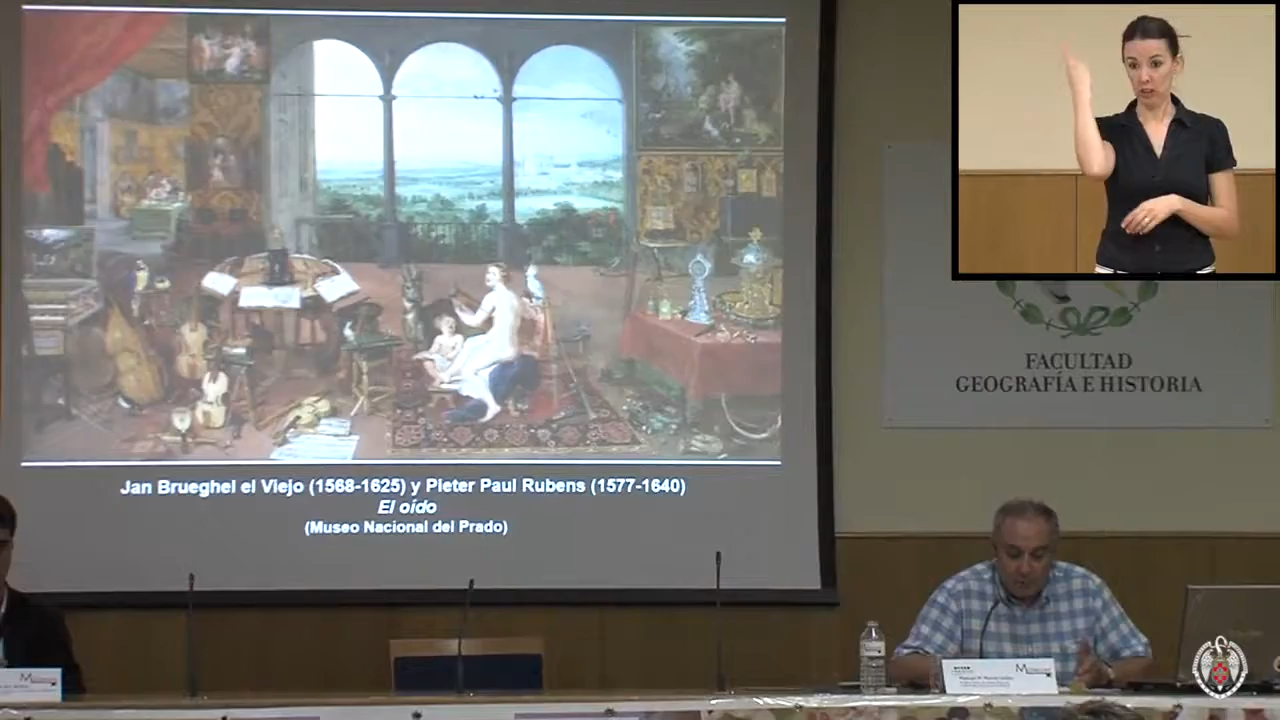 Jan Brueghel el Viejo (1568-1625) y Pieter Paul Rubens (1577-1640)
El oído
(Museo Nacional del Prado)
FACULTAD
GEOGRAFÍA E HISTORIA